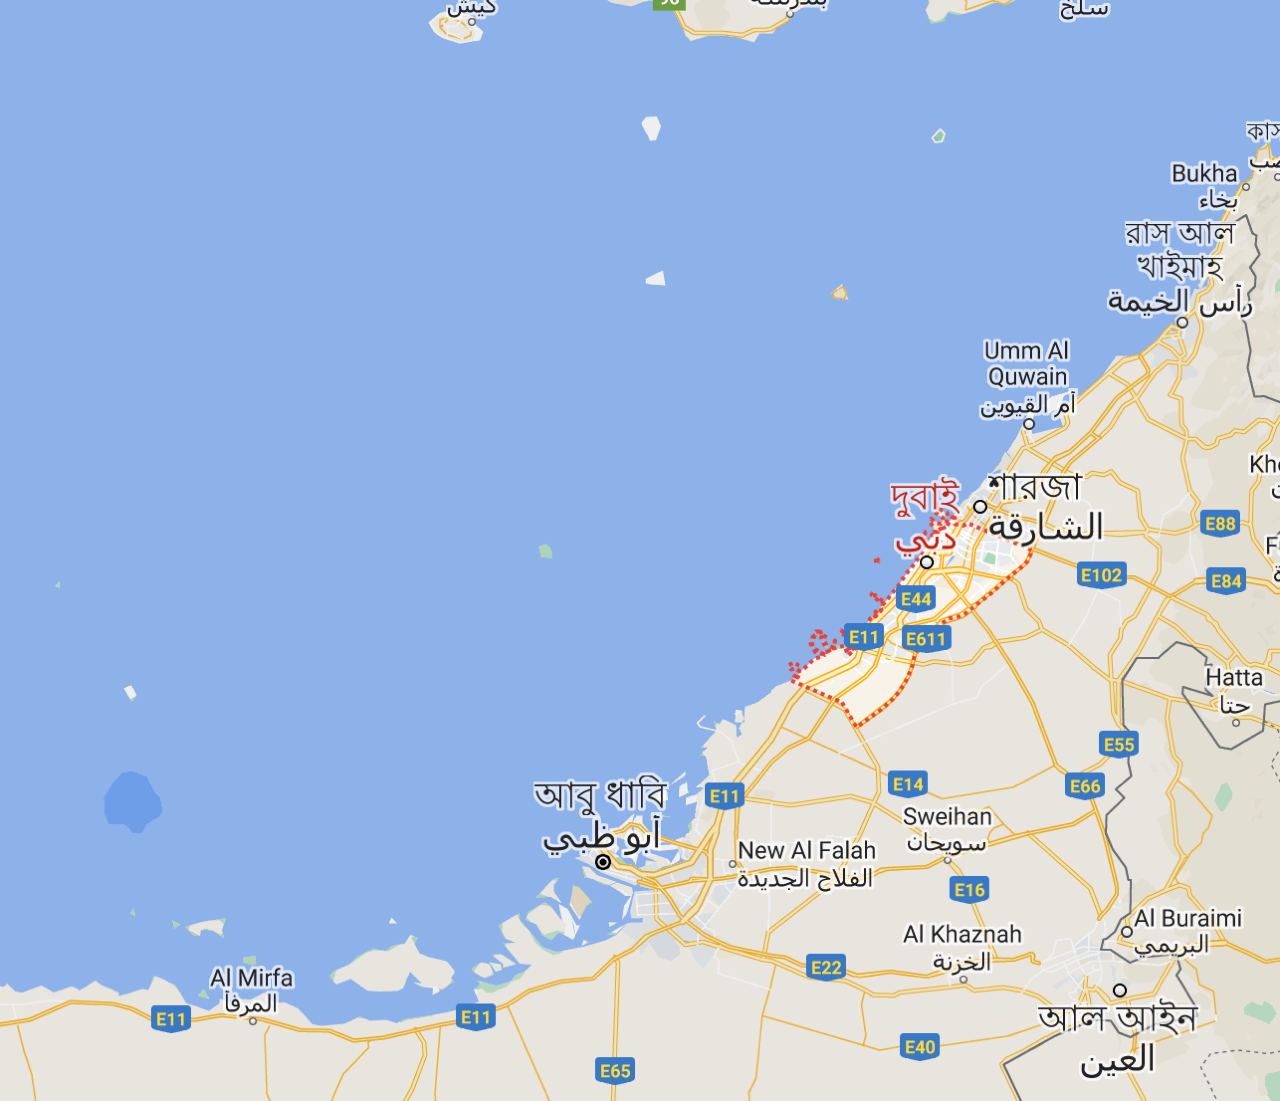 كيش
سلخ
Bukha
بخاء
রাস আল
খাইমাহ
رأس الخيمة
Umm Al
Quwain
أم القيوين
দুবাই
دبي
শারজা
الشارقة
E88
E102
E84
E44
E11
E611
Hatta
حتا
E55
E66
E14
E11
আবু ধাবি
أبو ظبي
Sweihan
سويحان
New Al Falah
الفلاح الجديدة
E16
Al Buraimi
البريمي
Al Khaznah
الخزنة
E22
Al Mirfa
المرفأ
E11
E11
আল আইন
العين
E40
E65